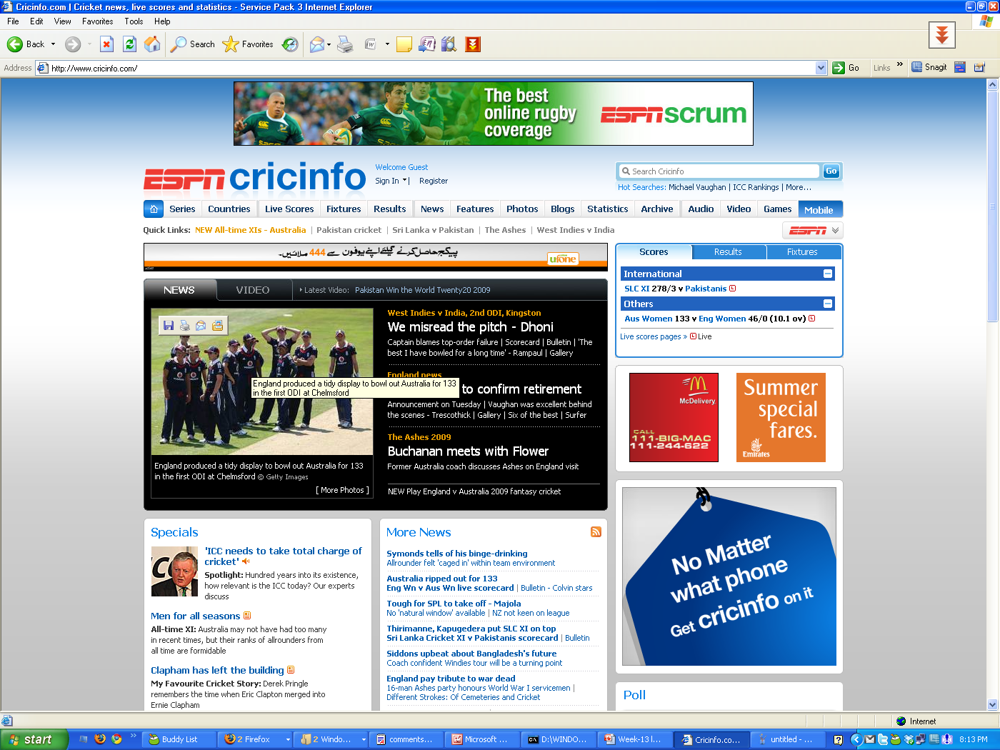 Cricinfo.com | Cricket news, live scores and statistics - Service Pack 3 Internet Explorer
File Edit View Favorites Tools Help
Back Search Favorites
Address http://www.cricinfo.com/ Go Links » Snagit
The best
online rugby
coverage
ESPN scrum
ESPN cricinfo
Welcome Guest
Sign In | Register
Search Cricinfo Go
Hot Searches: Michael Vaughan | ICC Rankings | More...
Series Countries Live Scores Fixtures Results News Features Photos Blogs Statistics Archive Audio Video Games Mobile
Quick Links: NEW All-time XIs - Australia | Pakistan cricket | Sri Lanka v Pakistan | The Ashes | West Indies v India
ESPN
پیکج حاصل کرنے کیلئے اپنے یوفون سے 444 ملائیں۔
ufone
NEWS VIDEO Latest Video: Pakistan Win the World Twenty20 2009
West Indies v India, 2nd ODI, Kingston
We misread the pitch - Dhoni
Captain blames top-order failure | Scorecard | Bulletin | 'The
best I have bowled for a long time' - Rampaul | Gallery
England news
to confirm retirement
Announcement on Tuesday | Vaughan was excellent behind
the scenes - Trescothick | Gallery | Six of the best | Surfer
The Ashes 2009
Buchanan meets with Flower
Former Australia coach discusses Ashes on England visit
NEW Play England v Australia 2009 fantasy cricket
England produced a tidy display to bowl out Australia for 133
in the first ODI at Chelmsford
England produced a tidy display to bowl out Australia for 133
in the first ODI at Chelmsford © Getty Images
[ More Photos ]
Scores Results Fixtures
International
SLC XI 278/3 v Pakistanis L
Others
Aus Women 133 v Eng Women 46/0 (10.1 ov) L
Live scores pages » L Live
McDelivery
CALL
111-BIG-MAC
111-244-622
Summer
special
fares.
Emirates
No Matter
what phone
Get cricinfo on it
Poll
Specials
'ICC needs to take total charge of
cricket'
Spotlight: Hundred years into its existence,
how relevant is the ICC today? Our experts
discuss
Men for all seasons
All-time XI: Australia may not have had too many
in recent times, but their ranks of allrounders from
all time are formidable
Clapham has left the building
My Favourite Cricket Story: Derek Pringle
remembers the time when Eric Clapton merged into
Ernie Clapham
More News
Symonds tells of his binge-drinking
Allrounder felt 'caged in' within team environment
Australia ripped out for 133
Eng Wn v Aus Wn live scorecard | Bulletin - Colvin stars
Tough for SPL to take off - Majola
No 'natural window' available | NZ not keen on league
Thirimanne, Kapugedera put SLC XI on top
Sri Lanka Cricket XI v Pakistanis scorecard | Bulletin
Siddons upbeat about Bangladesh's future
Coach confident Windies tour will be a turning point
England pay tribute to war dead
16-man Ashes party honours World War I servicemen |
Different Strokes: Of Cemeteries and Cricket
Internet
start » Buddy List 2 Firefox 2 Windo... comments... Microsoft ... D:\WINDO... Week-13 l... Cricinfo.co... untitled - ... 8:13 PM